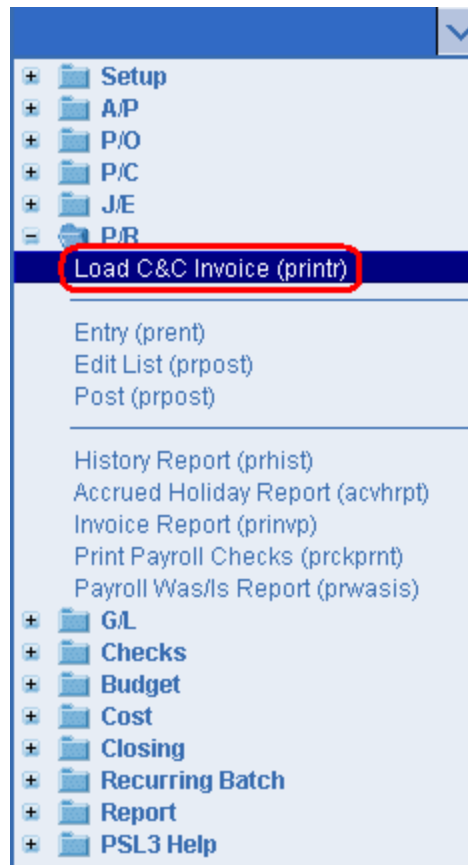 Setup
A/P
P/O
P/C
J/E
P/R
Load C&C Invoice (printr)
Entry (prent)
Edit List (prpost)
Post (prpost)
History Report (prhist)
Accrued Holiday Report (acvhrpt)
Invoice Report (prinvp)
Print Payroll Checks (prckprnt)
Payroll Was/Is Report (prwasis)
G/L
Checks
Budget
Cost
Closing
Recurring Batch
Report
PSL3 Help